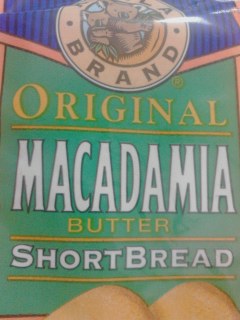 BRAND
®
ORIGINAL
MACADAMIA
BUTTER
SHORTBREAD